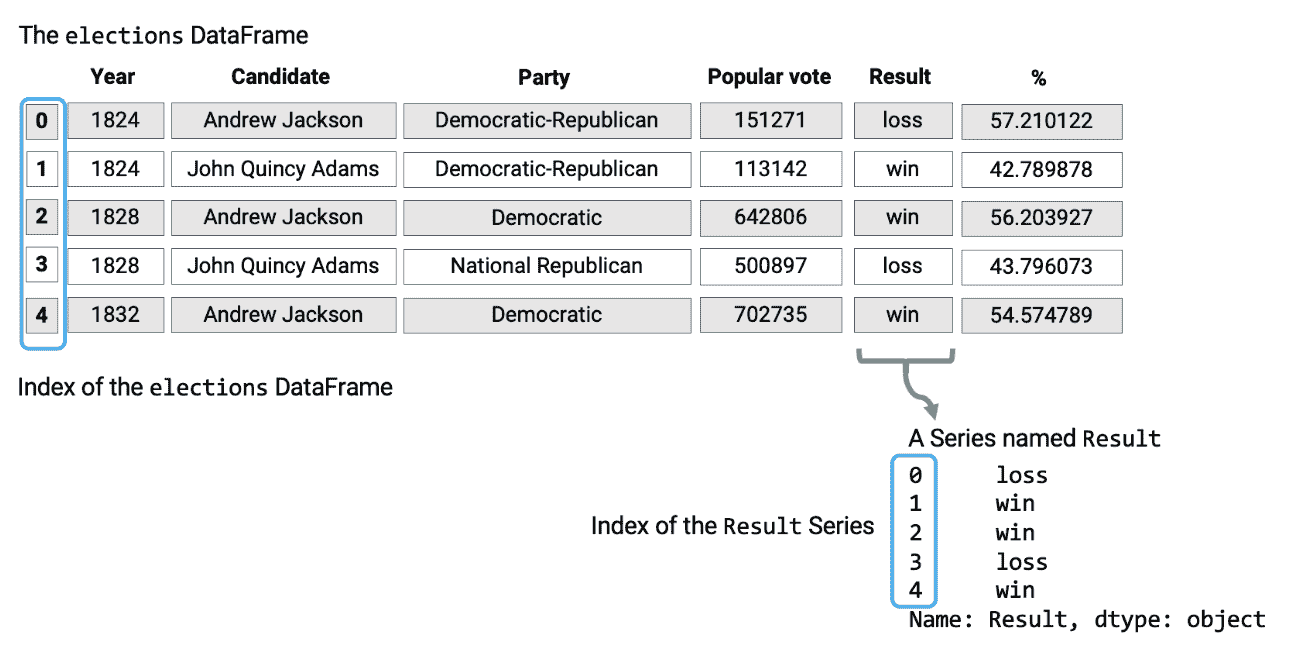 The elections DataFrame
Year Candidate Party Popular vote Result %
0 1824 Andrew Jackson Democratic-Republican 151271 loss 57.210122
1 1824 John Quincy Adams Democratic-Republican 113142 win 42.789878
2 1828 Andrew Jackson Democratic 642806 win 56.203927
3 1828 John Quincy Adams National Republican 500897 loss 43.796073
4 1832 Andrew Jackson Democratic 702735 win 54.574789
Index of the elections DataFrame
A Series named Result
0 loss
1 win
Index of the Result Series
2 win
3 loss
4 win
Name: Result, dtype: object